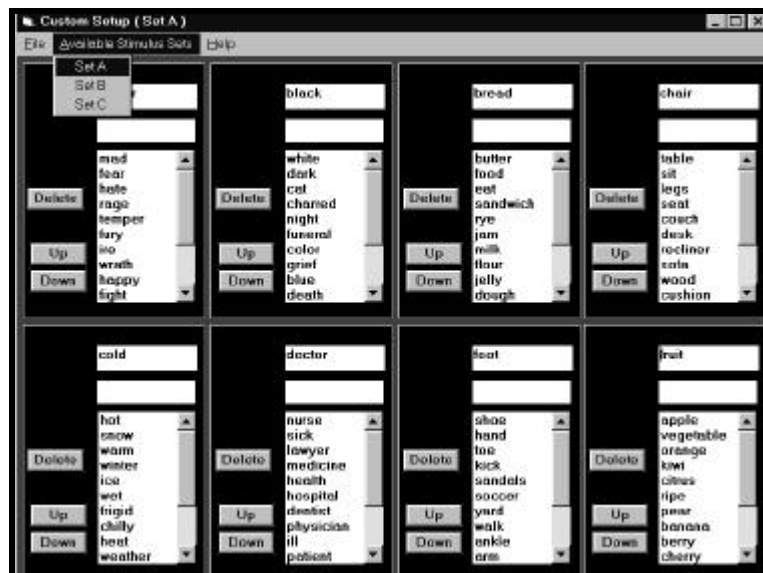 Custom Setup ( Set A )
File Available Stimulus Sets Help
Set A
Set B
Set C
black
bread
chair
mad
fear
hate
rage
temper
fury
ire
wrath
happy
fight
Delete
Up
Down
white
dark
cat
charred
night
funeral
color
grief
blue
death
Delete
Up
Down
butter
food
eat
sandwich
rye
jam
milk
flour
jelly
dough
Delete
Up
Down
table
sit
legs
seat
couch
desk
recliner
sofa
wood
cushion
Delete
Up
Down
cold
hot
snow
warm
winter
ice
wet
frigid
chilly
heat
weather
Delete
Up
Down
doctor
nurse
sick
lawyer
medicine
health
hospital
dentist
physician
ill
patient
Delete
Up
Down
foot
shoe
hand
toe
kick
sandals
soccer
yard
walk
ankle
arm
Delete
Up
Down
fruit
apple
vegetable
orange
kiwi
citrus
ripe
pear
banana
berry
cherry
Delete
Up
Down